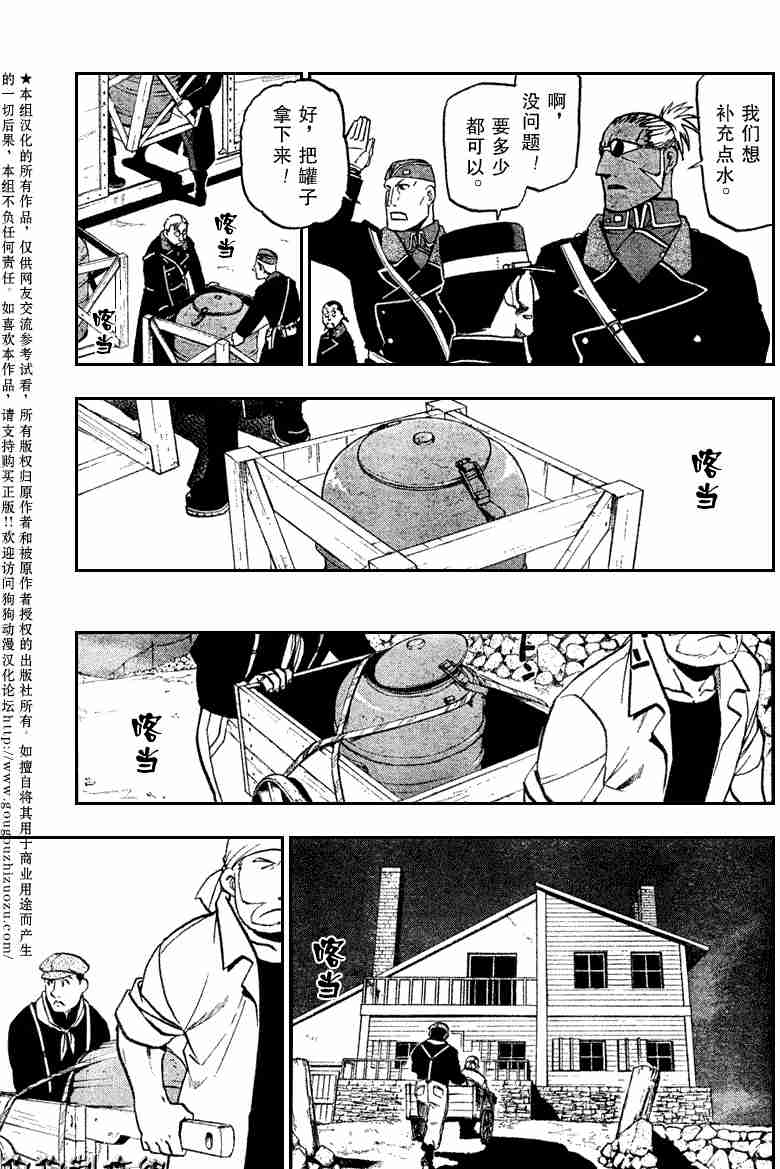 我们想
补充点
水。
啊，
没问题！
要多少
都可以。
好，把罐子
拿下来！
喀当
喀当
喀当
喀当
喀当
★本组汉化的所有作品，仅供网友交流参考试看，所有版权归原作者和被原作者授权的出版社所有。如擅自将其用于商业用途而产生
的一切后果，本组不负任何责任。如喜欢本作品，请支持购买正版!!欢迎访问狗狗动漫汉化论坛http://www.gougouzhizuozu.com/